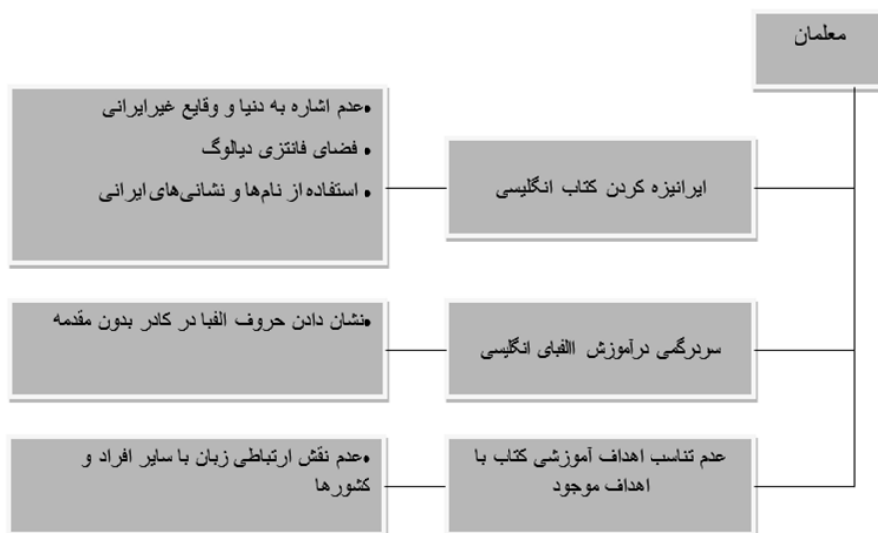 معلمان
ایرانیزه کردن کتاب انگلیسی
•عدم اشاره به دنیا و وقایع غیرایرانی
• فضای فانتزی دیالوگ
• استفاده از نام‌ها و نشانی‌های ایرانی
سردرگمی درآموزش االفبای انگلیسی
•نشان دادن حروف الفبا در کادر بدون مقدمه
عدم تناسب اهداف آموزشی کتاب با
اهداف موجود
•عدم نقش ارتباطی زبان با سایر افراد و
کشورها